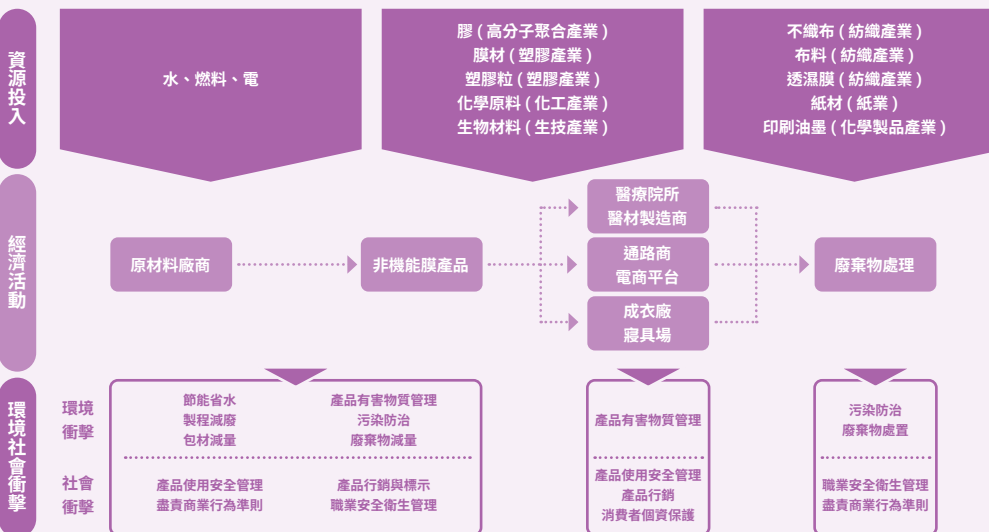 資源投入
水、燃料、電
膠 ( 高分子聚合產業 )
膜材 ( 塑膠產業 )
塑膠粒 ( 塑膠產業 )
化學原料 ( 化工產業 )
生物材料 ( 生技產業 )
不織布 ( 紡織產業 )
布料 ( 紡織產業 )
透濕膜 ( 紡織產業 )
紙材 ( 紙業 )
印刷油墨 ( 化學製品產業 )
經濟活動
原材料廠商
非機能膜產品
醫療院所
醫材製造商
通路商
電商平台
成衣廠
寢具場
廢棄物處理
環境社會衝擊
環境
衝擊
節能省水
製程減廢
包材減量
產品有害物質管理
污染防治
廢棄物減量
產品有害物質管理
污染防治
廢棄物處置
社會
衝擊
產品使用安全管理
盡責商業行為準則
產品行銷與標示
職業安全衛生管理
產品使用安全管理
產品行銷
消費者個資保護
職業安全衛生管理
盡責商業行為準則